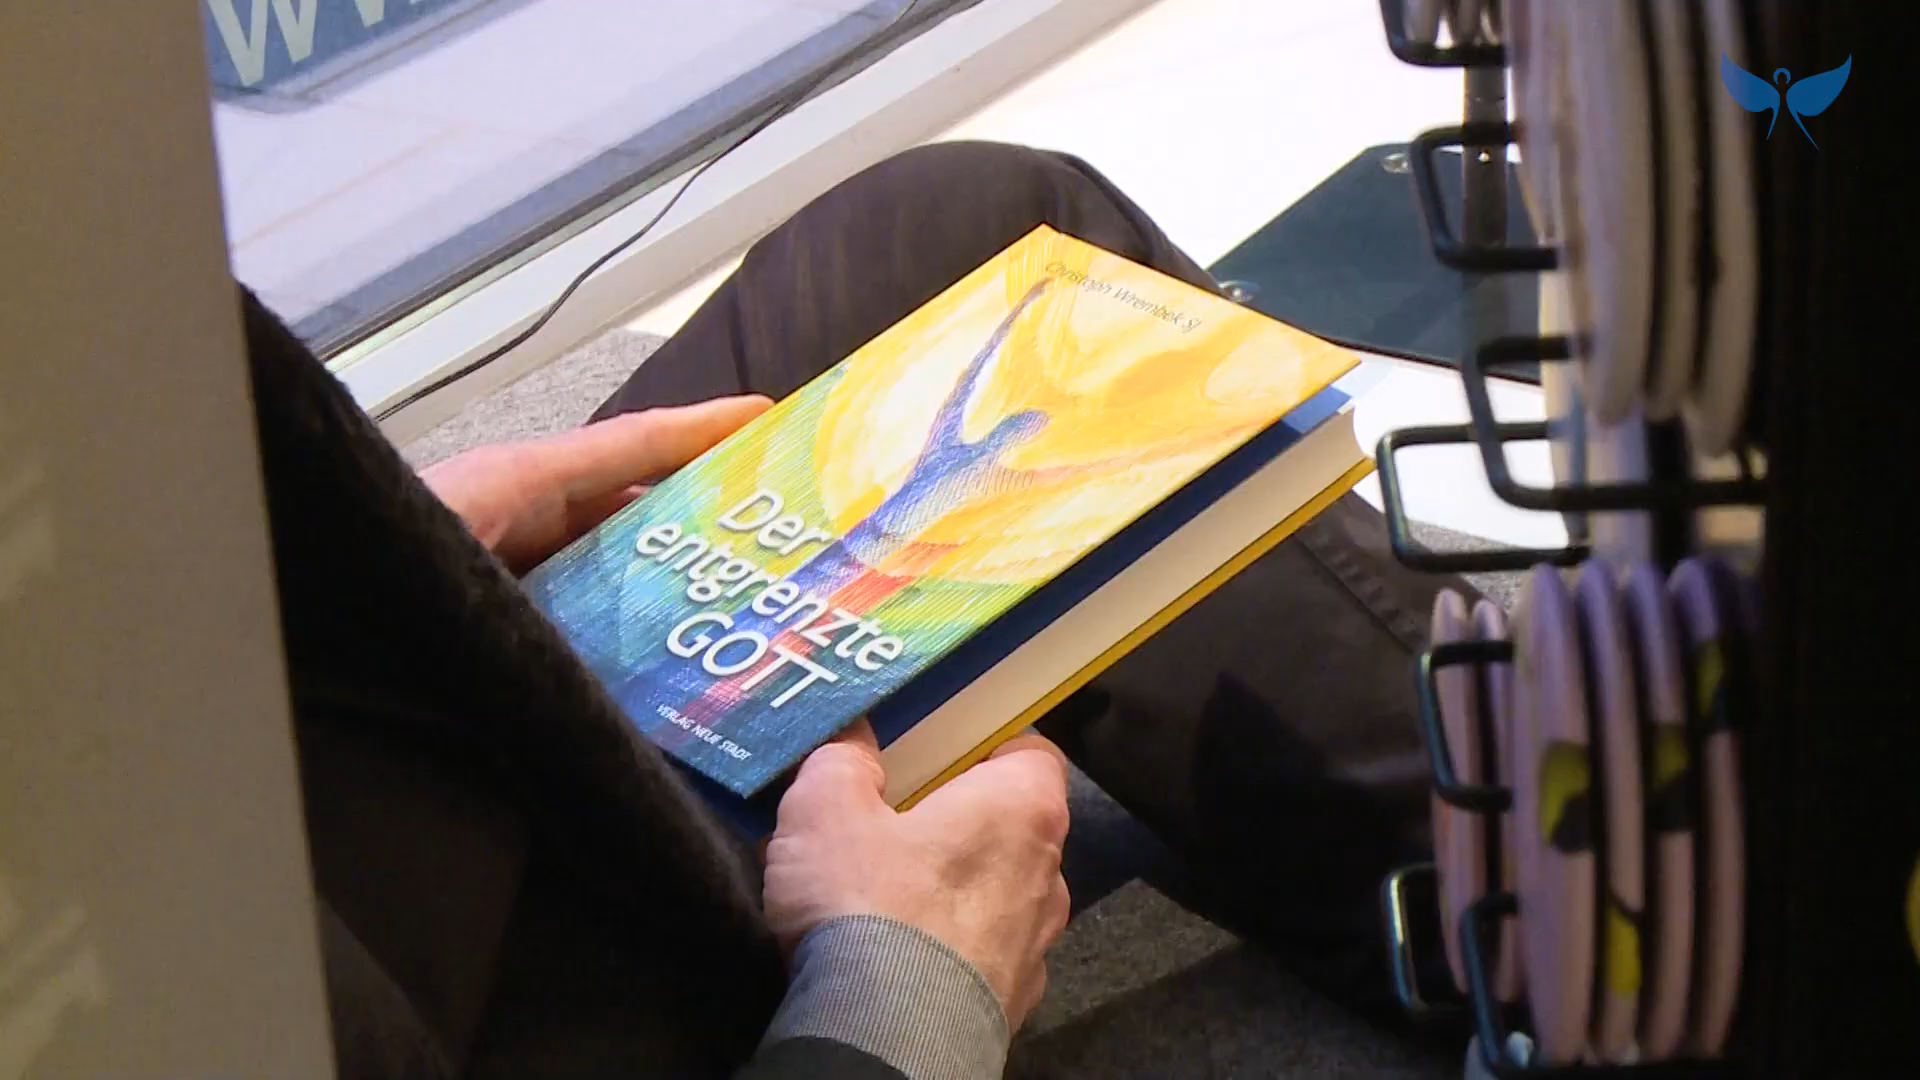 Christoph Wrembek SJ
Der
entgrenzte
GOTT
VERLAG NEUE STADT